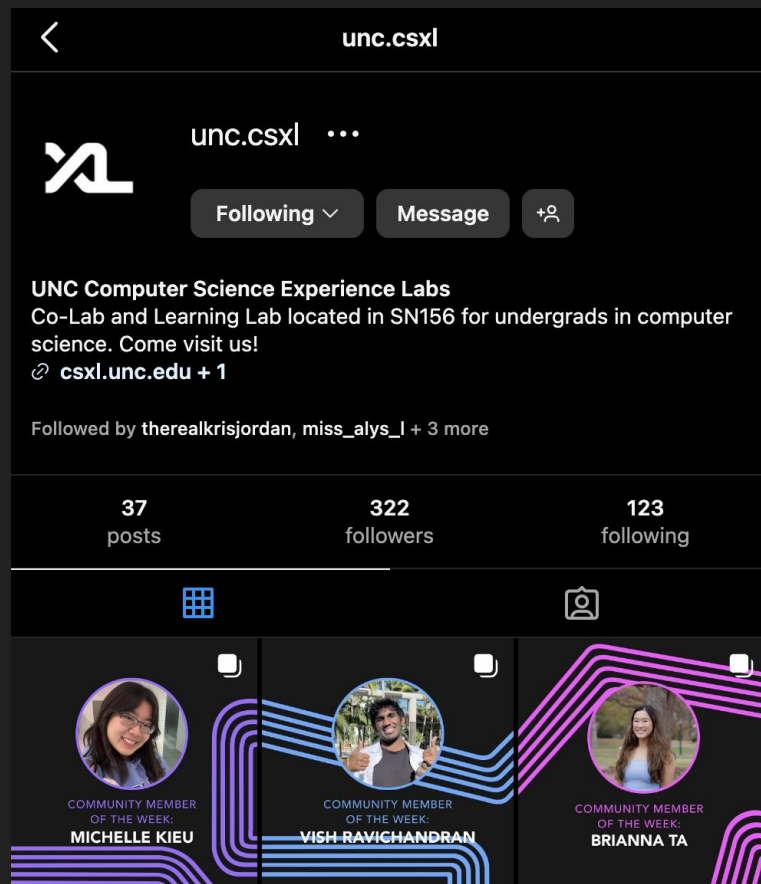 unc.csxl
XL
unc.csxl ...
Following Message
UNC Computer Science Experience Labs
Co-Lab and Learning Lab located in SN156 for undergrads in computer
science. Come visit us!
csxl.unc.edu + 1
Followed by therealkrisjordan, miss_alys_l + 3 more
37 322 123
posts followers following
COMMUNITY MEMBER
OF THE WEEK:
MICHELLE KIEU
COMMUNITY MEMBER
OF THE WEEK:
VISH RAVICHANDRAN
COMMUNITY MEMBER
OF THE WEEK:
BRIANNA TA